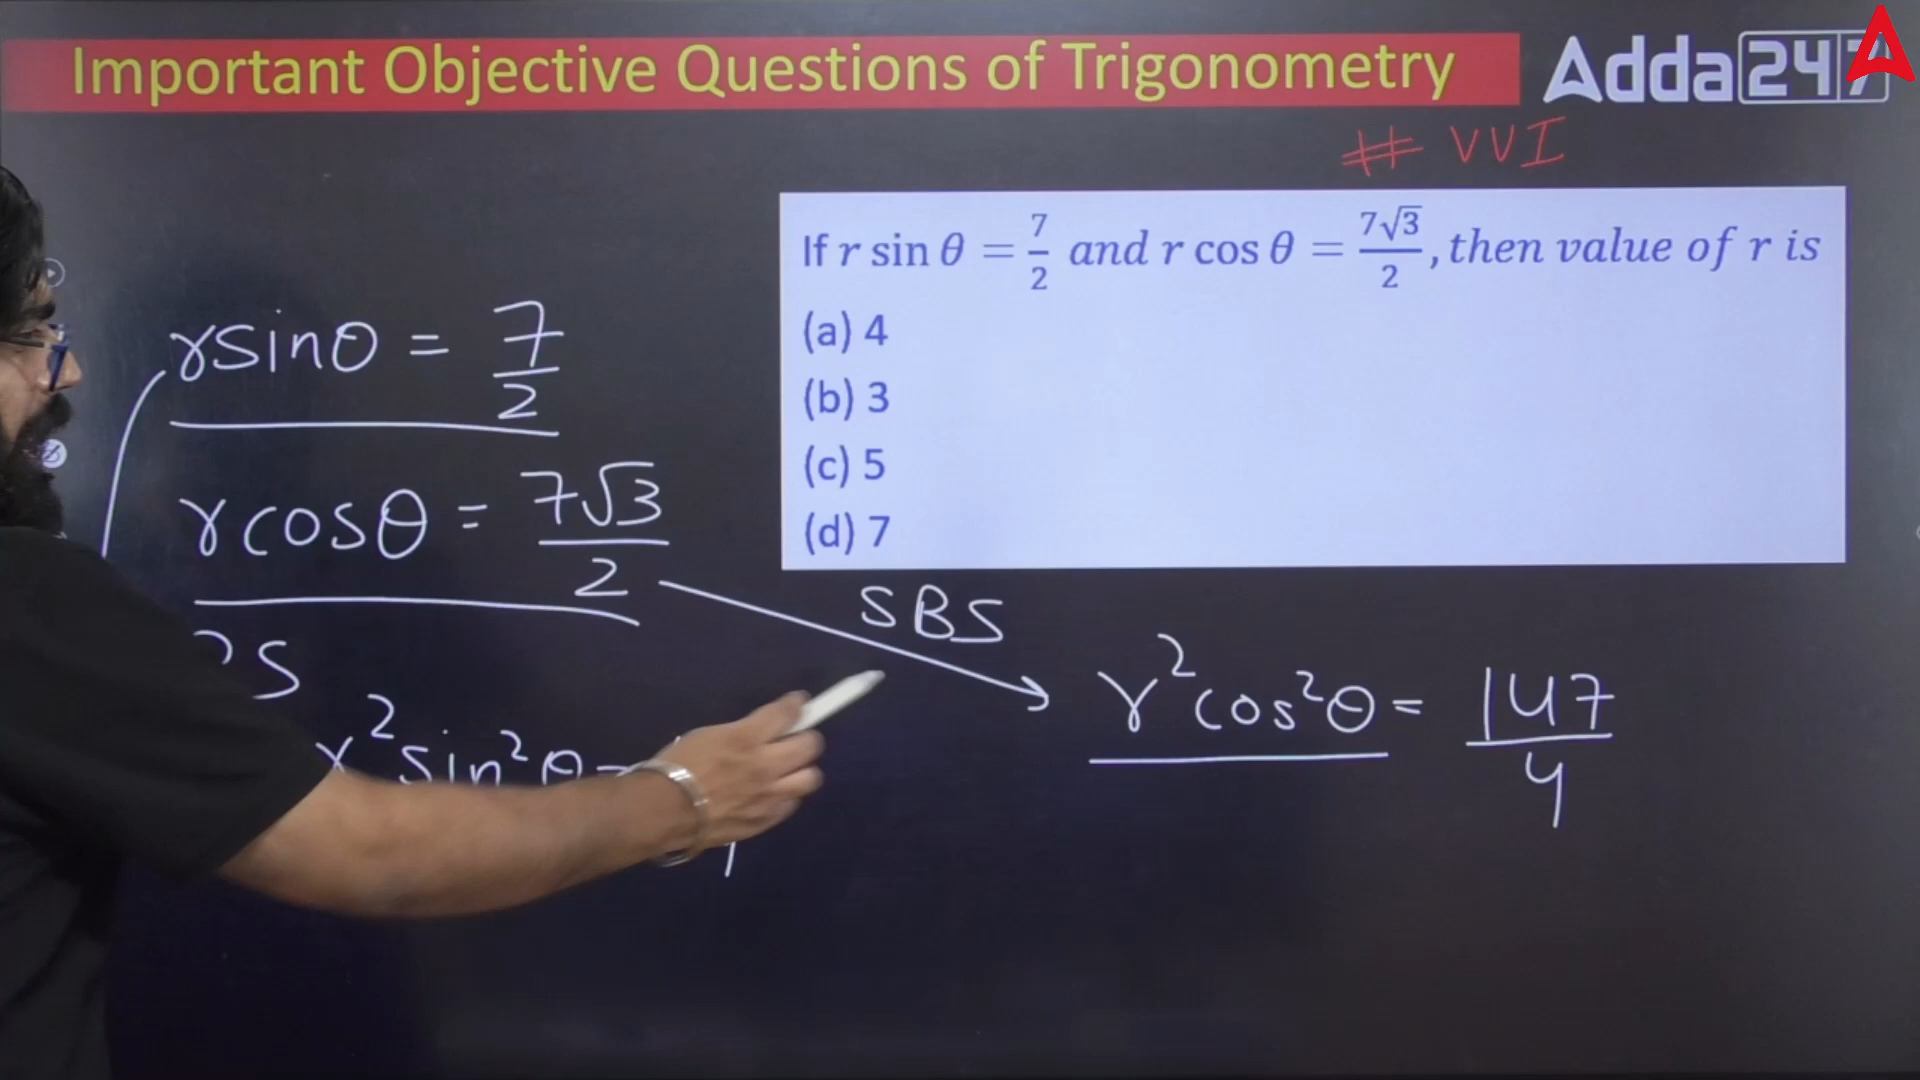 Important Objective Questions of Trigonometry
Adda247
# VVI
If r sin θ = 7/2 and r cos θ = 7√3/2, then value of r is
(a) 4
(b) 3
(c) 5
(d) 7
rsinθ = 7/2
rcosθ = 7√3/2
SBS
r²cos²θ = 147/4
r²sin²θ =